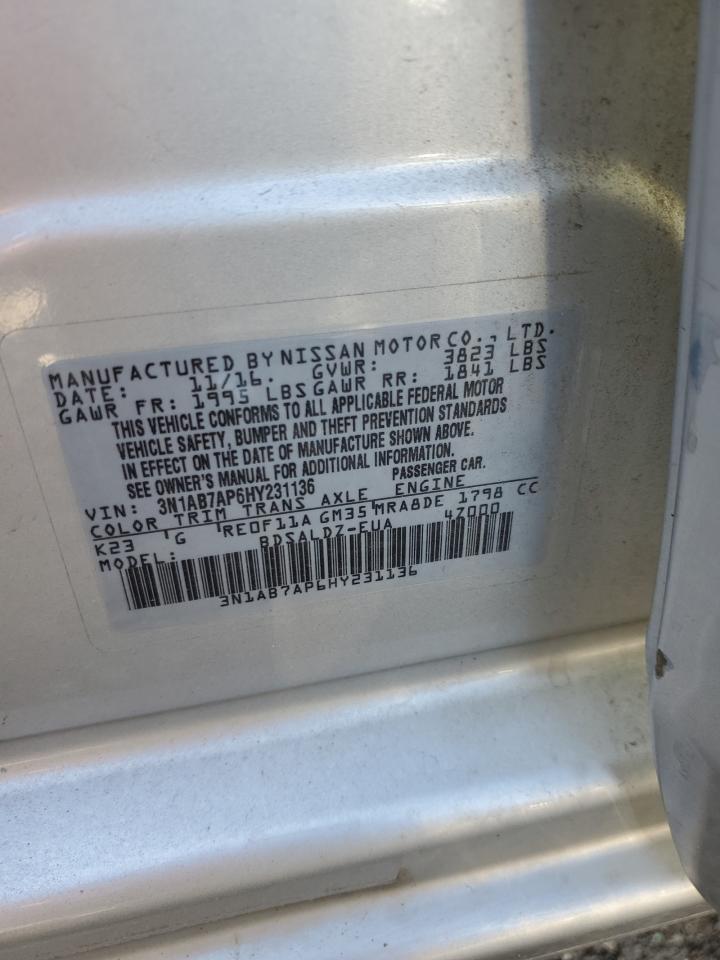 MANUFACTURED BY NISSAN MOTOR CO., LTD.
DATE: 11/16. GVWR: 3823 LBS
GAWR FR: 1995 LBS GAWR RR: 1841 LBS
THIS VEHICLE CONFORMS TO ALL APPLICABLE FEDERAL MOTOR
VEHICLE SAFETY, BUMPER AND THEFT PREVENTION STANDARDS
IN EFFECT ON THE DATE OF MANUFACTURE SHOWN ABOVE.
SEE OWNER'S MANUAL FOR ADDITIONAL INFORMATION.
VIN: 3N1AB7AP6HY231136 PASSENGER CAR.
COLOR TRIM TRANS AXLE ENGINE
K23 G RE0F11A GM35 MRA8DE 1798 CC
MODEL: BDSALDZ-EUA 4Z000
3N1AB7AP6HY231136